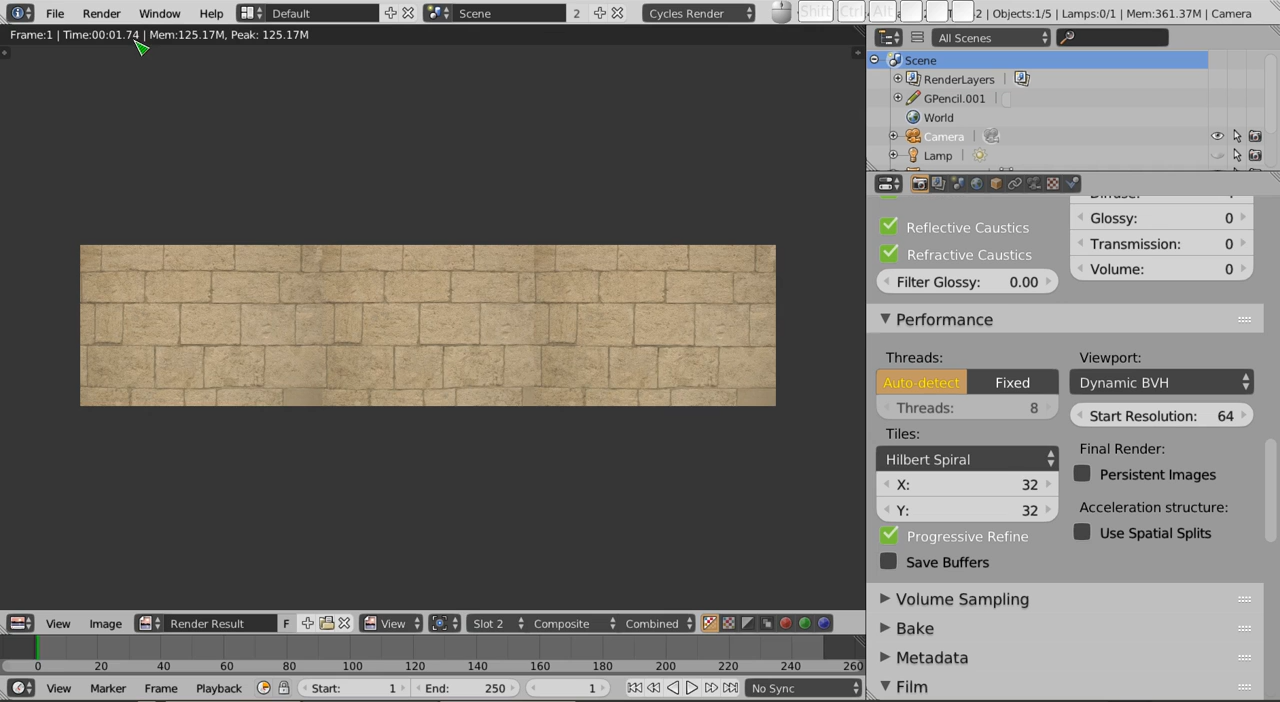 File Render Window Help Default Scene 2 Cycles Render Shift Ctrl Alt 2 | Objects:1/5 | Lamps:0/1 | Mem:361.37M | Camera
Frame:1 | Time:00:01.74 | Mem:125.17M, Peak: 125.17M
All Scenes
Scene
RenderLayers |
GPencil.001 |
World
Camera |
Lamp |
Reflective Caustics
Refractive Caustics
Filter Glossy: 0.00
Glossy: 0
Transmission: 0
Volume: 0
Performance
Threads:
Auto-detect Fixed
Threads: 8
Tiles:
Hilbert Spiral
X: 32
Y: 32
Progressive Refine
Save Buffers
Viewport:
Dynamic BVH
Start Resolution: 64
Final Render:
Persistent Images
Acceleration structure:
Use Spatial Splits
Volume Sampling
Bake
Metadata
Film
View Image Render Result F View Slot 2 Composite Combined
0 20 40 60 80 100 120 140 160 180 200 220 240 260
View Marker Frame Playback Start: 1 End: 250 1 No Sync